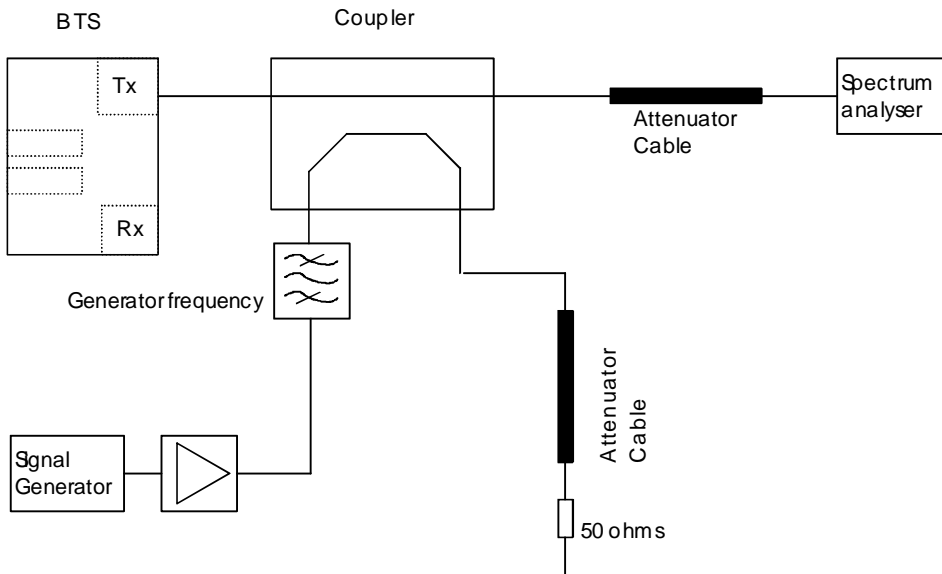 BTS
Coupler
Tx
Spectrum
analyser
Attenuator
Cable
Rx
Generator frequency
Attenuator
Cable
Signal
Generator
50 ohms